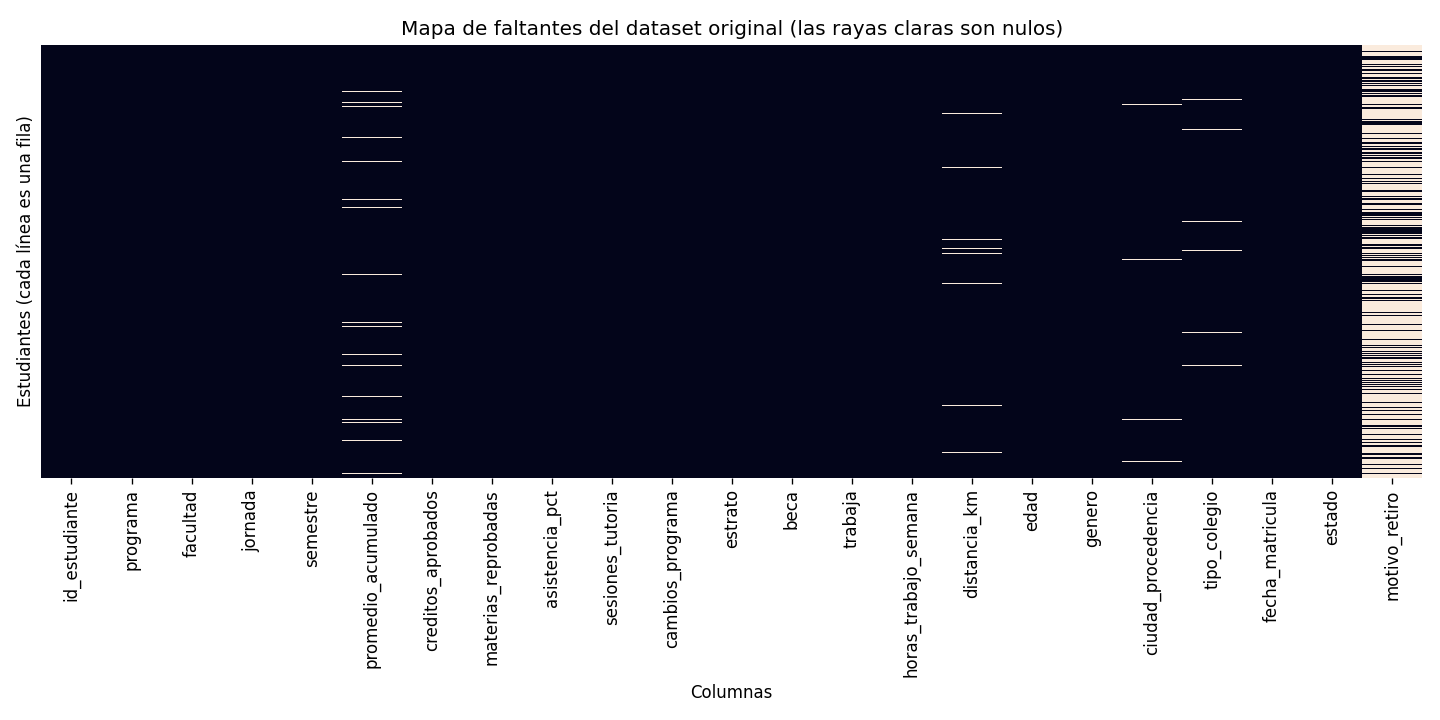 Mapa de faltantes del dataset original (las rayas claras son nulos)
Estudiantes (cada línea es una fila)
id_estudiante
programa
facultad
jornada
semestre
promedio_acumulado
creditos_aprobados
materias_reprobadas
asistencia_pct
sesiones_tutoria
cambios_programa
estrato
beca
trabaja
horas_trabajo_semana
distancia_km
edad
genero
ciudad_procedencia
tipo_colegio
fecha_matricula
estado
motivo_retiro
Columnas